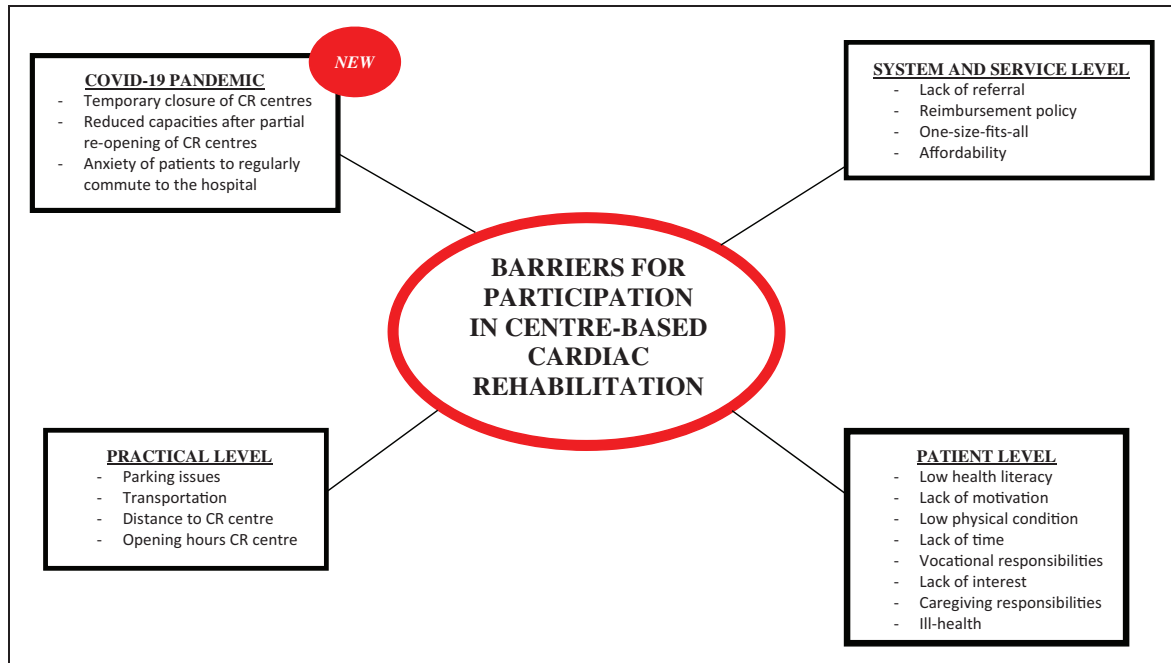 NEW
COVID-19 PANDEMIC
- Temporary closure of CR centres
- Reduced capacities after partial
re-opening of CR centres
- Anxiety of patients to regularly
commute to the hospital
SYSTEM AND SERVICE LEVEL
- Lack of referral
- Reimbursement policy
- One-size-fits-all
- Affordability
BARRIERS FOR
PARTICIPATION
IN CENTRE-BASED
CARDIAC
REHABILITATION
PRACTICAL LEVEL
- Parking issues
- Transportation
- Distance to CR centre
- Opening hours CR centre
PATIENT LEVEL
- Low health literacy
- Lack of motivation
- Low physical condition
- Lack of time
- Vocational responsibilities
- Lack of interest
- Caregiving responsibilities
- Ill-health